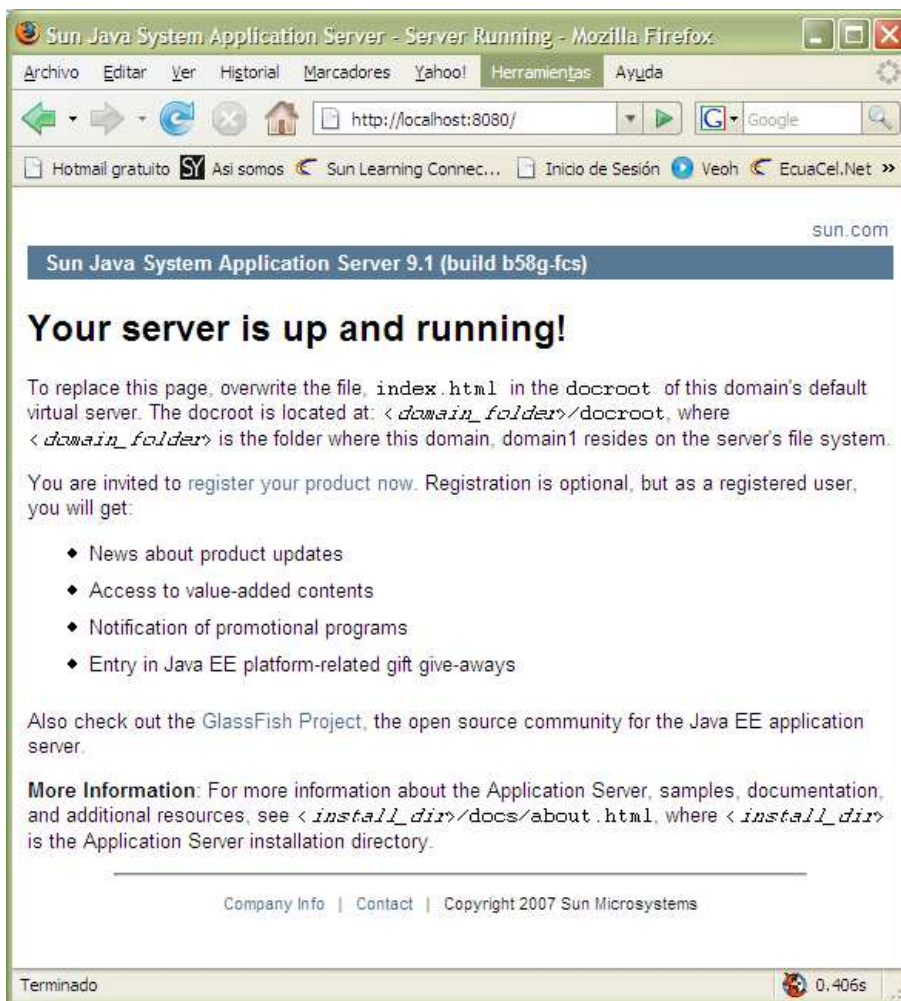 Sun Java System Application Server - Server Running - Mozilla Firefox
Archivo Editar Ver Historial Marcadores Yahoo! Herramientas Ayuda
http://localhost:8080/ G Google
Hotmail gratuito SY Asi somos Sun Learning Connec... Inicio de Sesión Veoh EcuaCel.Net »
sun.com
Sun Java System Application Server 9.1 (build b58g-fcs)
Your server is up and running!
To replace this page, overwrite the file, index.html in the docroot of this domain's default
virtual server. The docroot is located at: <domain_folder>/docroot, where
<domain_folder> is the folder where this domain, domain1 resides on the server's file system.
You are invited to register your product now. Registration is optional, but as a registered user,
you will get:
News about product updates
Access to value-added contents
Notification of promotional programs
Entry in Java EE platform-related gift give-aways
Also check out the GlassFish Project, the open source community for the Java EE application
server.
More Information: For more information about the Application Server, samples, documentation,
and additional resources, see <install_dir>/docs/about.html, where <install_dir>
is the Application Server installation directory.
Company Info | Contact | Copyright 2007 Sun Microsystems
Terminado 0.406s